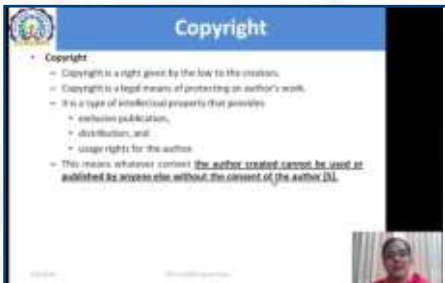 Copyright
• Copyright
– Copyright is a right given by the law to the creators.
– Copyright is a legal means of protecting an author's work.
– It is a type of intellectual property that provides
• exclusive publication,
• distribution, and
• usage rights for the author
– This means whatever content the author created cannot be used or
published by anyone else without the consent of the author [5].